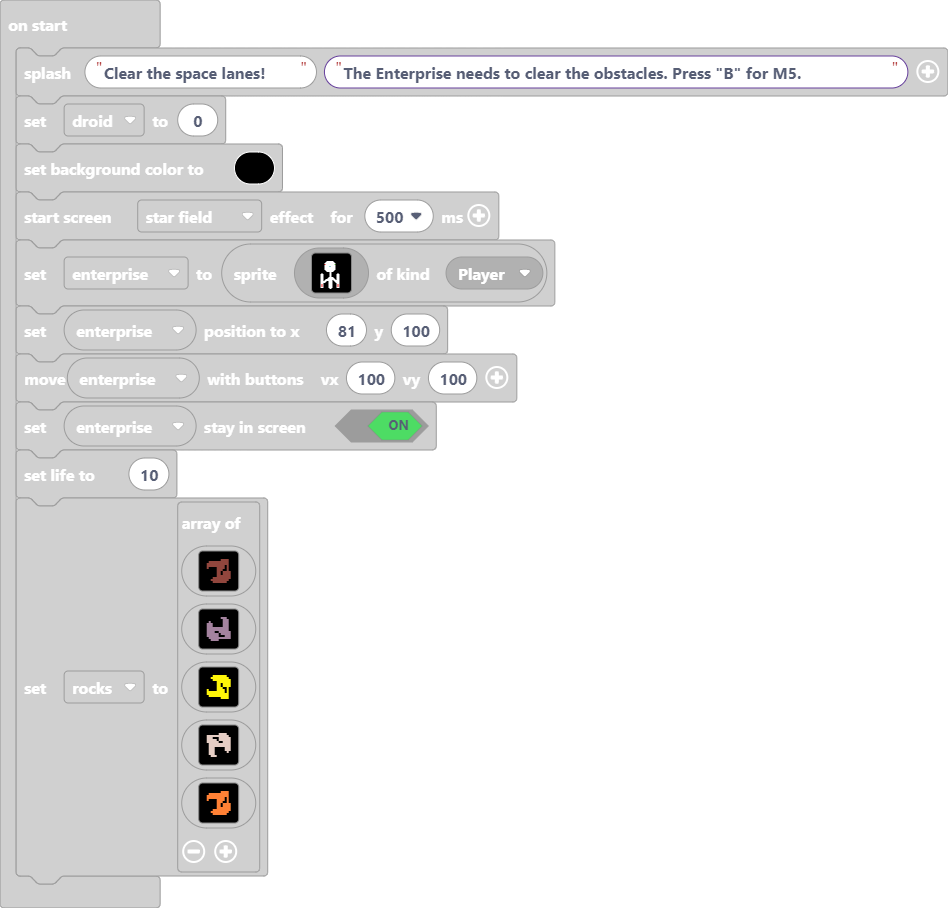 on start
splash "Clear the space lanes! " "The Enterprise needs to clear the obstacles. Press "B" for M5. "
set droid to 0
set background color to
start screen star field effect for 500 ms
set enterprise to sprite of kind Player
set enterprise position to x 81 y 100
move enterprise with buttons vx 100 vy 100
set enterprise stay in screen ON
set life to 10
array of
set rocks to